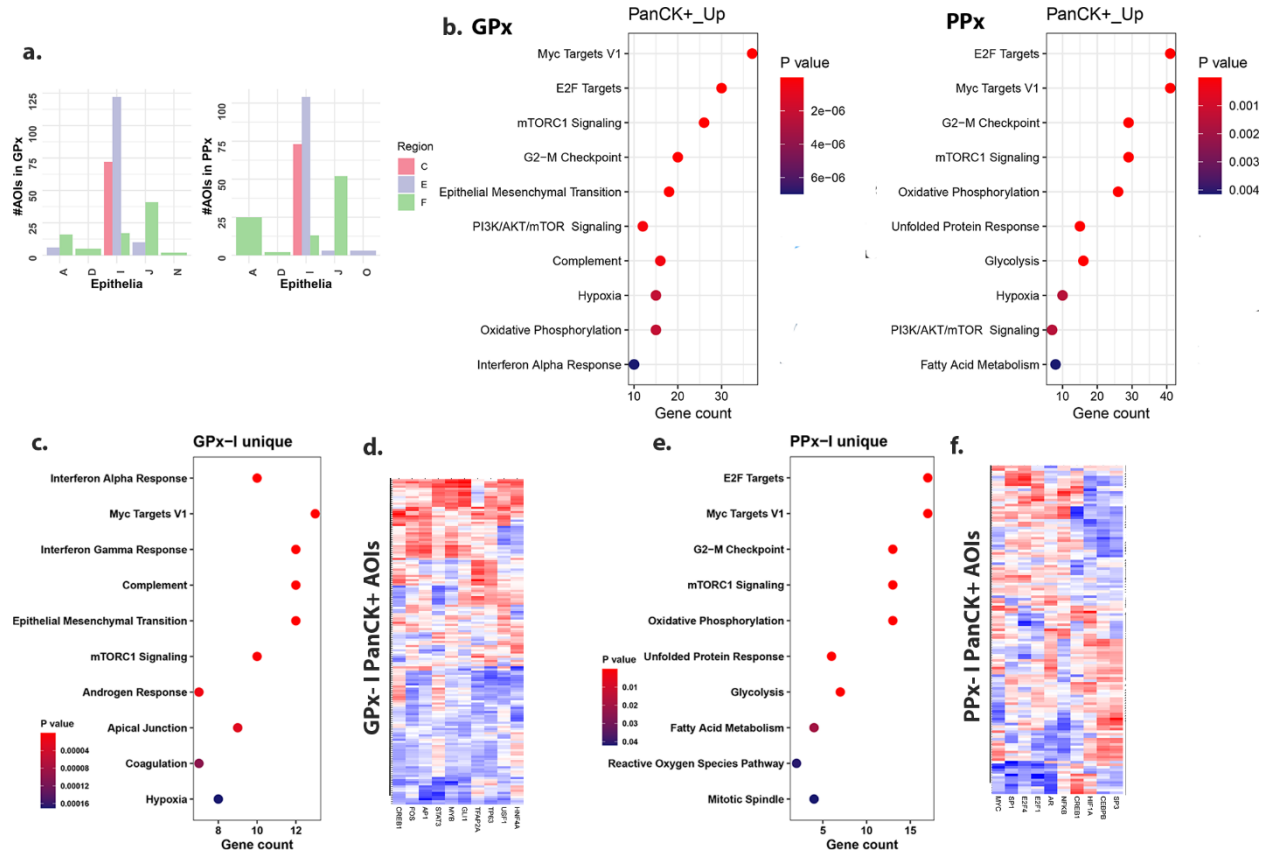 a.
#AOIs in GPx
125
100
75
50
25
0
A
D
I
J
N
Epithelia
#AOIs in PPx
100
75
50
25
0
A
D
I
J
O
Epithelia
Region
C
E
F
b. GPx
PanCK+_Up
Myc Targets V1
E2F Targets
mTORC1 Signaling
G2−M Checkpoint
Epithelial Mesenchymal Transition
PI3K/AKT/mTOR Signaling
Complement
Hypoxia
Oxidative Phosphorylation
Interferon Alpha Response
10 20 30
Gene count
P value
2e−06
4e−06
6e−06
PPx
PanCK+_Up
E2F Targets
Myc Targets V1
G2−M Checkpoint
mTORC1 Signaling
Oxidative Phosphorylation
Unfolded Protein Response
Glycolysis
Hypoxia
PI3K/AKT/mTOR Signaling
Fatty Acid Metabolism
10 20 30 40
Gene count
P value
0.001
0.002
0.003
0.004
c.
GPx−I unique
Interferon Alpha Response
Myc Targets V1
Interferon Gamma Response
Complement
Epithelial Mesenchymal Transition
mTORC1 Signaling
Androgen Response
Apical Junction
Coagulation
Hypoxia
8 10 12
Gene count
P value
0.00004
0.00008
0.00012
0.00016
d.
GPx- I PanCK+ AOIs
CREB1
FOS
AP1
STAT3
MYB
GLI1
TFAP2A
TP63
USF1
HNF4A
e.
PPx−I unique
E2F Targets
Myc Targets V1
G2−M Checkpoint
mTORC1 Signaling
Oxidative Phosphorylation
Unfolded Protein Response
Glycolysis
Fatty Acid Metabolism
Reactive Oxygen Species Pathway
Mitotic Spindle
5 10 15
Gene count
P value
0.01
0.02
0.03
0.04
f.
PPx- I PanCK+ AOIs
MYC
SP1
E2F4
E2F1
AR
NFKB
CREB1
HIF1A
CEBPB
SP3